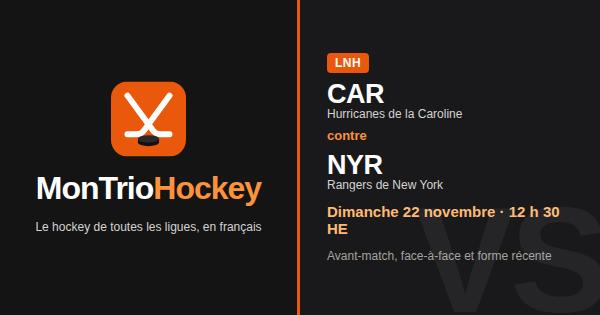 MonTrioHockey
Le hockey de toutes les ligues, en français
LNH
CAR
Hurricanes de la Caroline
contre
NYR
Rangers de New York
Dimanche 22 novembre · 12 h 30
HE
Avant-match, face-à-face et forme récente
VS